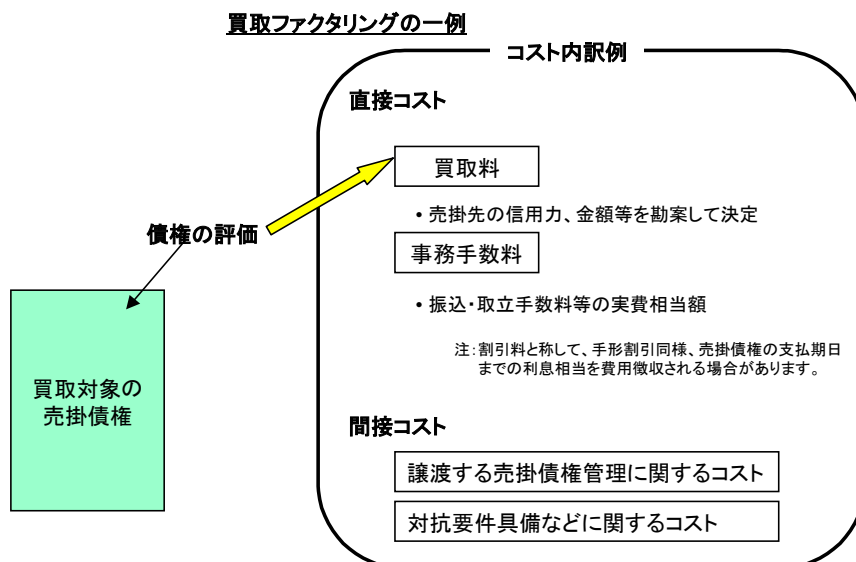 買取ファクタリングの一例
コスト内訳例
直接コスト
買取料
・売掛先の信用力、金額等を勘案して決定
債権の評価
事務手数料
・振込・取立手数料等の実費相当額
注:割引料と称して、手形割引同様、売掛債権の支払期日
までの利息相当を費用徴収される場合があります。
買取対象の
売掛債権
間接コスト
譲渡する売掛債権管理に関するコスト
対抗要件具備などに関するコスト